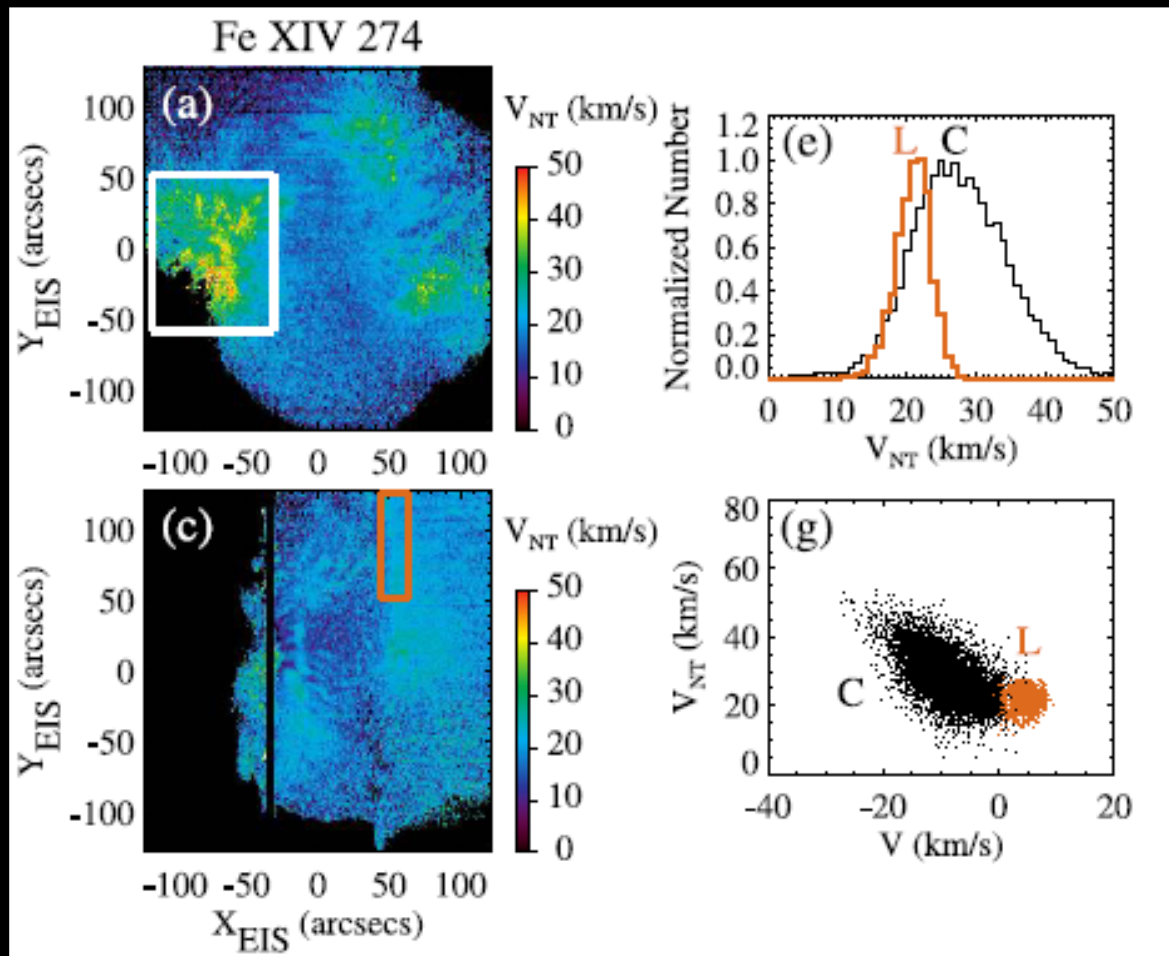 Fe XIV 274
(a)
V_NT (km/s)
50
40
30
20
10
0
100
50
0
-50
-100
Y_EIS (arcsecs)
-100 -50 0 50 100
(e)
L C
1.2
1.0
0.8
0.6
0.4
0.2
0.0
Normalized Number
0 10 20 30 40 50
V_NT (km/s)
(c)
V_NT (km/s)
50
40
30
20
10
0
100
50
0
-50
-100
Y_EIS (arcsecs)
-100 -50 0 50 100
X_EIS (arcsecs)
(g)
80
60
40
20
0
V_NT (km/s)
L
C
-40 -20 0 20
V (km/s)